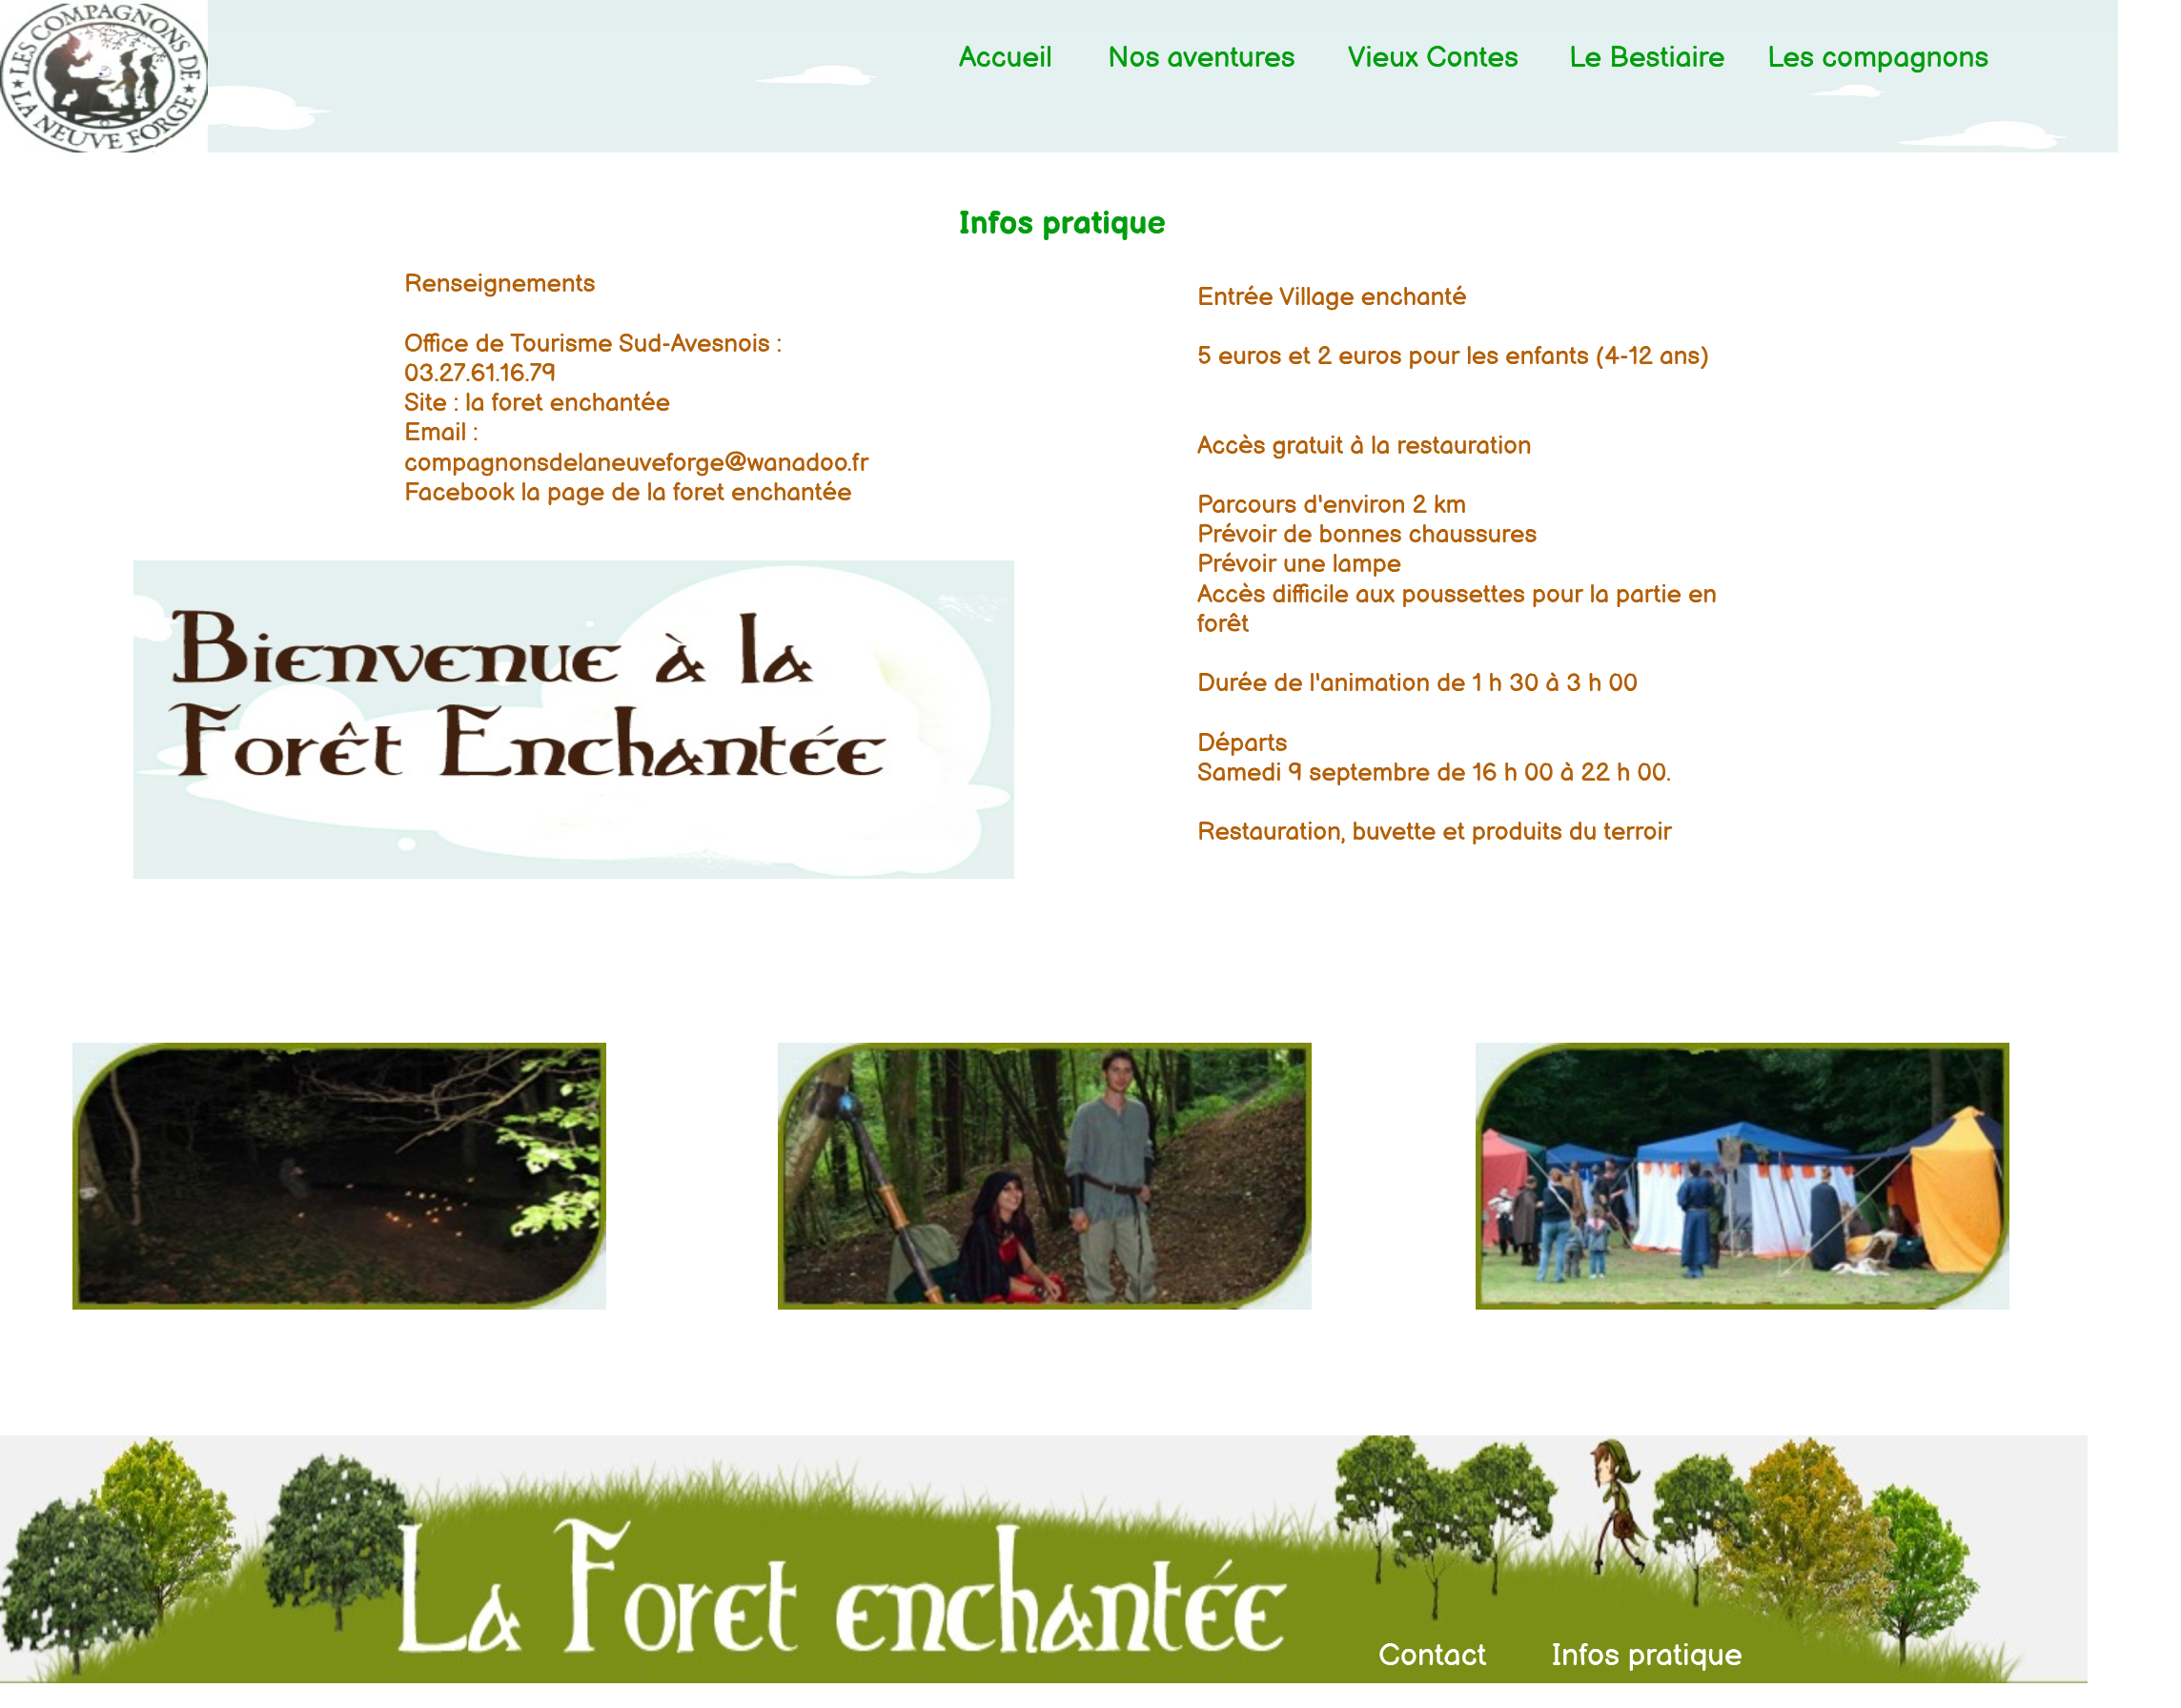 LES COMPAGNONS DE
LA NEUVE FORGE
Accueil
Nos aventures
Vieux Contes
Le Bestiaire
Les compagnons
Infos pratique
Renseignements
Office de Tourisme Sud-Avesnois :
03.27.61.16.79
Site : la foret enchantée
Email :
compagnonsdelaneuveforge@wanadoo.fr
Facebook la page de la foret enchantée
Bienvenue à la
Forêt Enchantée
Entrée Village enchanté
5 euros et 2 euros pour les enfants (4-12 ans)
Accès gratuit à la restauration
Parcours d'environ 2 km
Prévoir de bonnes chaussures
Prévoir une lampe
Accès difficile aux poussettes pour la partie en
forêt
Durée de l'animation de 1 h 30 à 3 h 00
Départs
Samedi 9 septembre de 16 h 00 à 22 h 00.
Restauration, buvette et produits du terroir
La Foret enchantée
Contact
Infos pratique